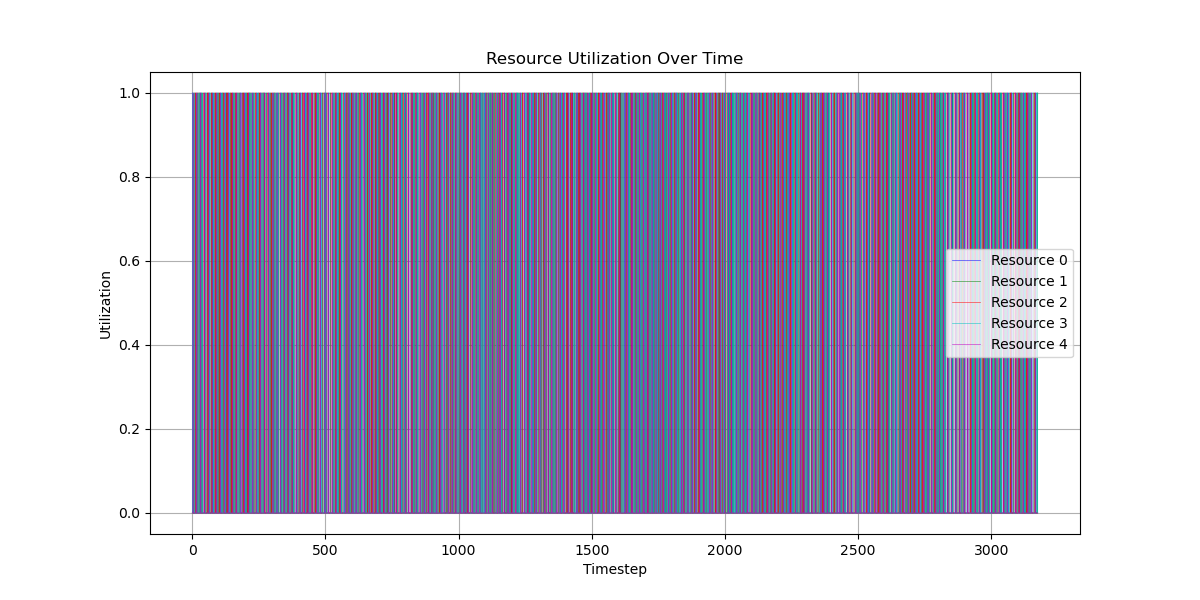 Resource Utilization Over Time
Utilization
1.0
0.8
0.6
0.4
0.2
0.0
0 500 1000 1500 2000 2500 3000
Timestep
Resource 0
Resource 1
Resource 2
Resource 3
Resource 4